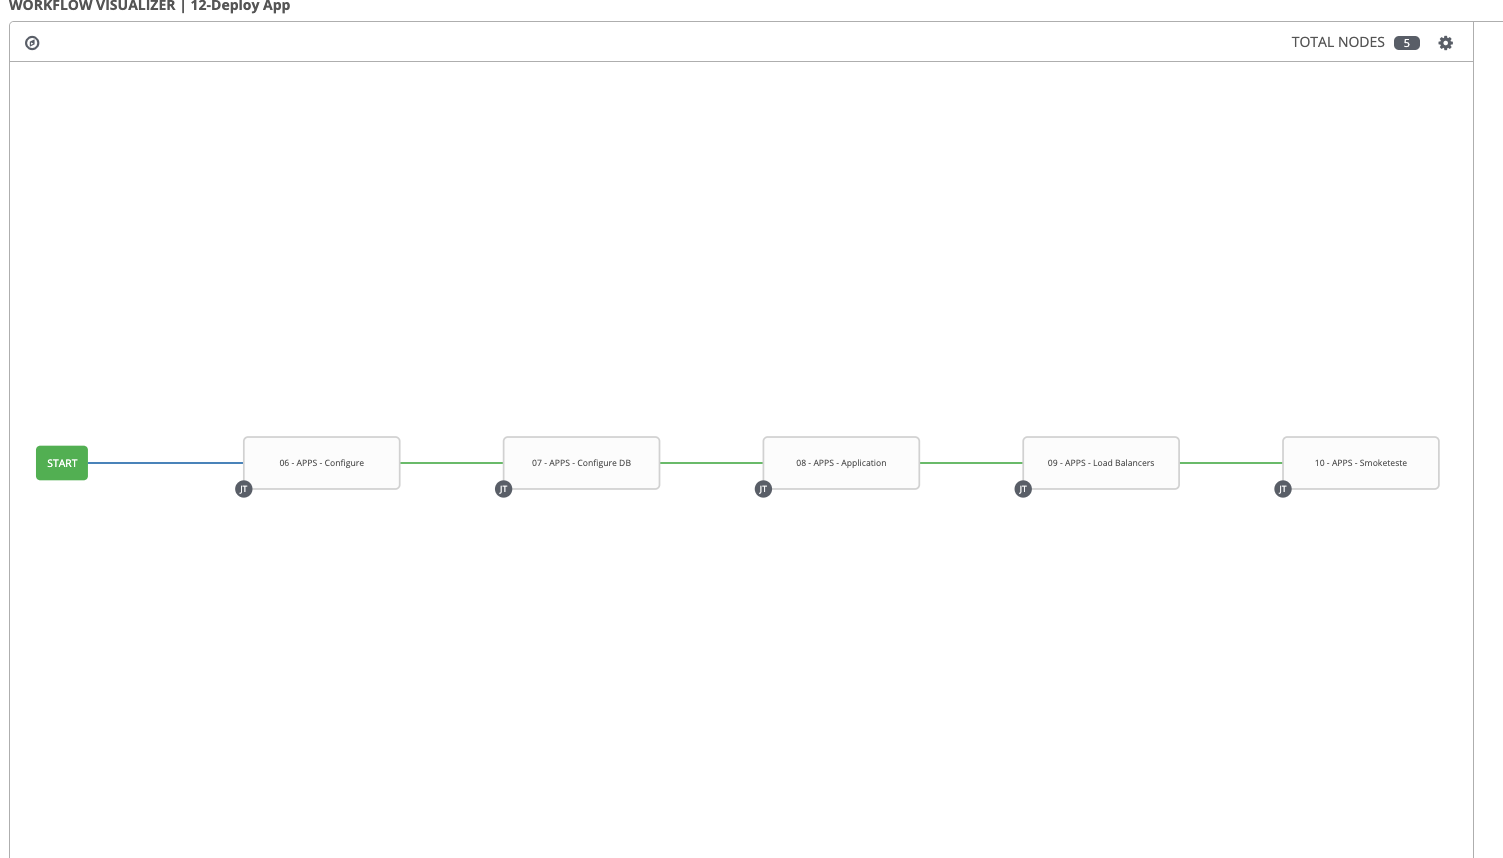 WORKFLOW VISUALIZER | 12-Deploy App
TOTAL NODES 5
START
06 - APPS - Configure
JT
07 - APPS - Configure DB
JT
08 - APPS - Application
JT
09 - APPS - Load Balancers
JT
10 - APPS - Smoketeste
JT